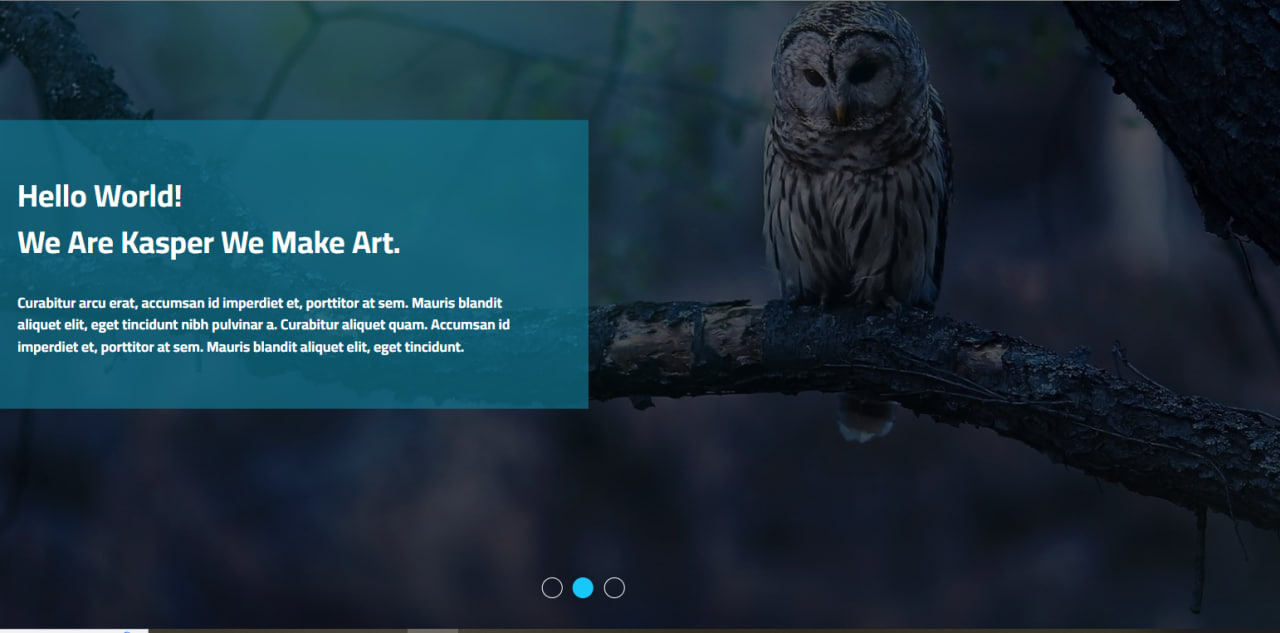 Hello World!
We Are Kasper We Make Art.
Curabitur arcu erat, accumsan id imperdiet et, porttitor at sem. Mauris blandit
aliquet elit, eget tincidunt nibh pulvinar a. Curabitur aliquet quam. Accumsan id
imperdiet et, porttitor at sem. Mauris blandit aliquet elit, eget tincidunt.